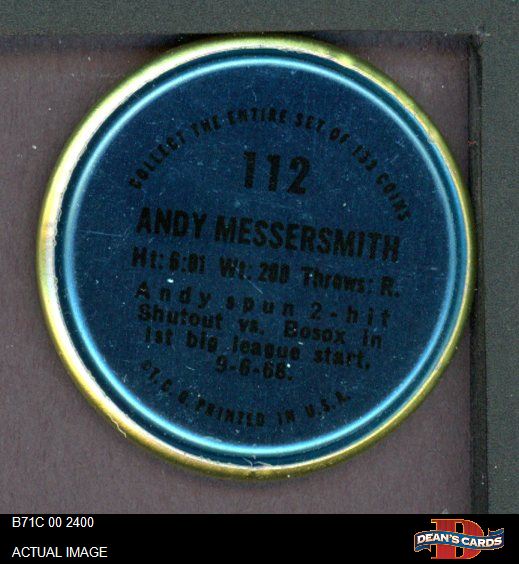 COLLECT THE ENTIRE SET OF 153 COINS
112
ANDY MESSERSMITH
Ht: 6:01 Wt: 200 Throws: R.
Andy spun 2-hit
Shutout vs. Bosox in
1st big league start,
9-6-68.
©T.C.G. PRINTED IN U.S.A.
B71C 00 2400
ACTUAL IMAGE
D
DEAN'S CARDS